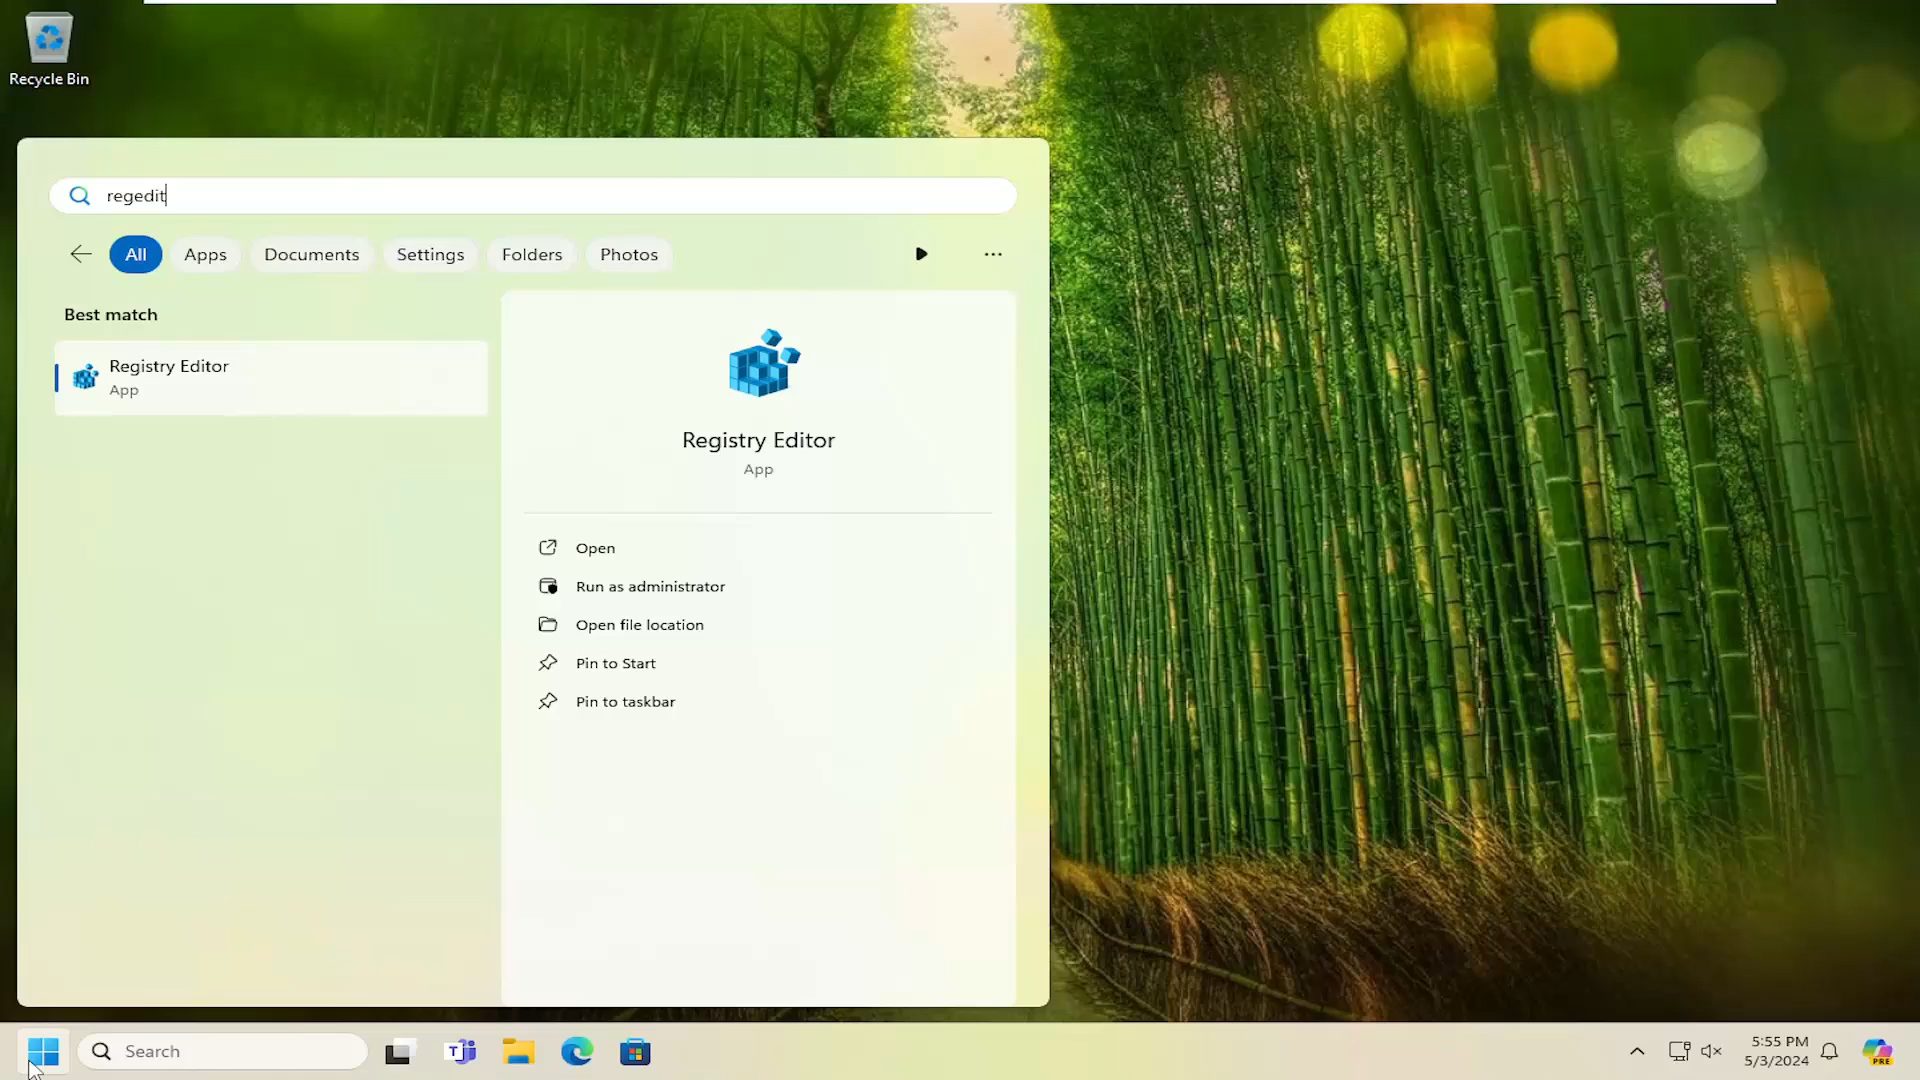 Recycle Bin
regedit
All
Apps
Documents
Settings
Folders
Photos
Best match
Registry Editor
App
Registry Editor
App
Open
Run as administrator
Open file location
Pin to Start
Pin to taskbar
Search
5:55 PM
5/3/2024
PRE